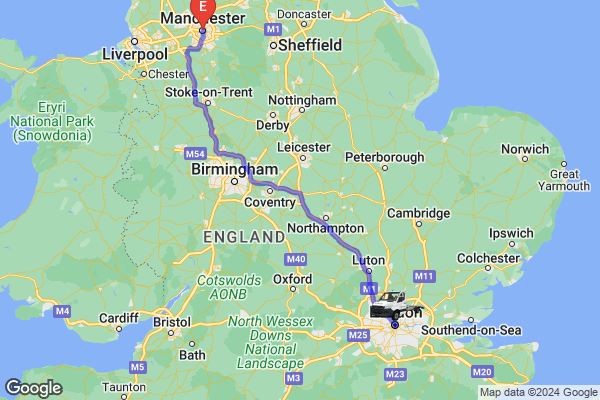 E
Manchester
Doncaster
Liverpool
M1
Sheffield
Chester
Stoke-on-Trent
Eryri
National Park
(Snowdonia)
Nottingham
Derby
M54
Leicester
Peterborough
Norwich
Great
Yarmouth
Birmingham
Coventry
Northampton
Cambridge
ENGLAND
Ipswich
M40
Luton
M11
Colchester
Cotswolds
AONB
Oxford
M1
M4
Cardiff
Bristol
North Wessex
Downs
National
Landscape
on
Southend-on-Sea
M25
Bath
M5
M20
M3
M23
Taunton
Google
Google
Map data ©2024 Google